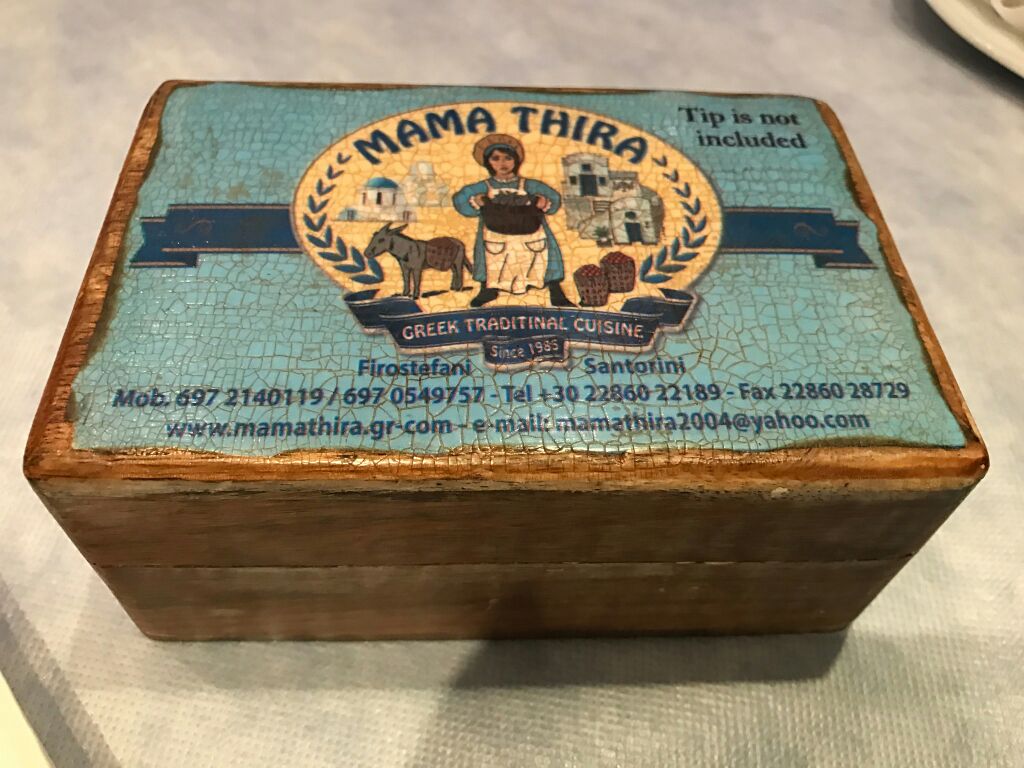 MAMA THIRA
Tip is not
included
GREEK TRADITINAL CUISINE
Since 1985
Firostefani Santorini
Mob. 697 2140119 / 697 0549757 - Tel +30 22860 22189 - Fax 22860 28729
www.mamathira.gr-com - e-mail: mamathira2004@yahoo.com